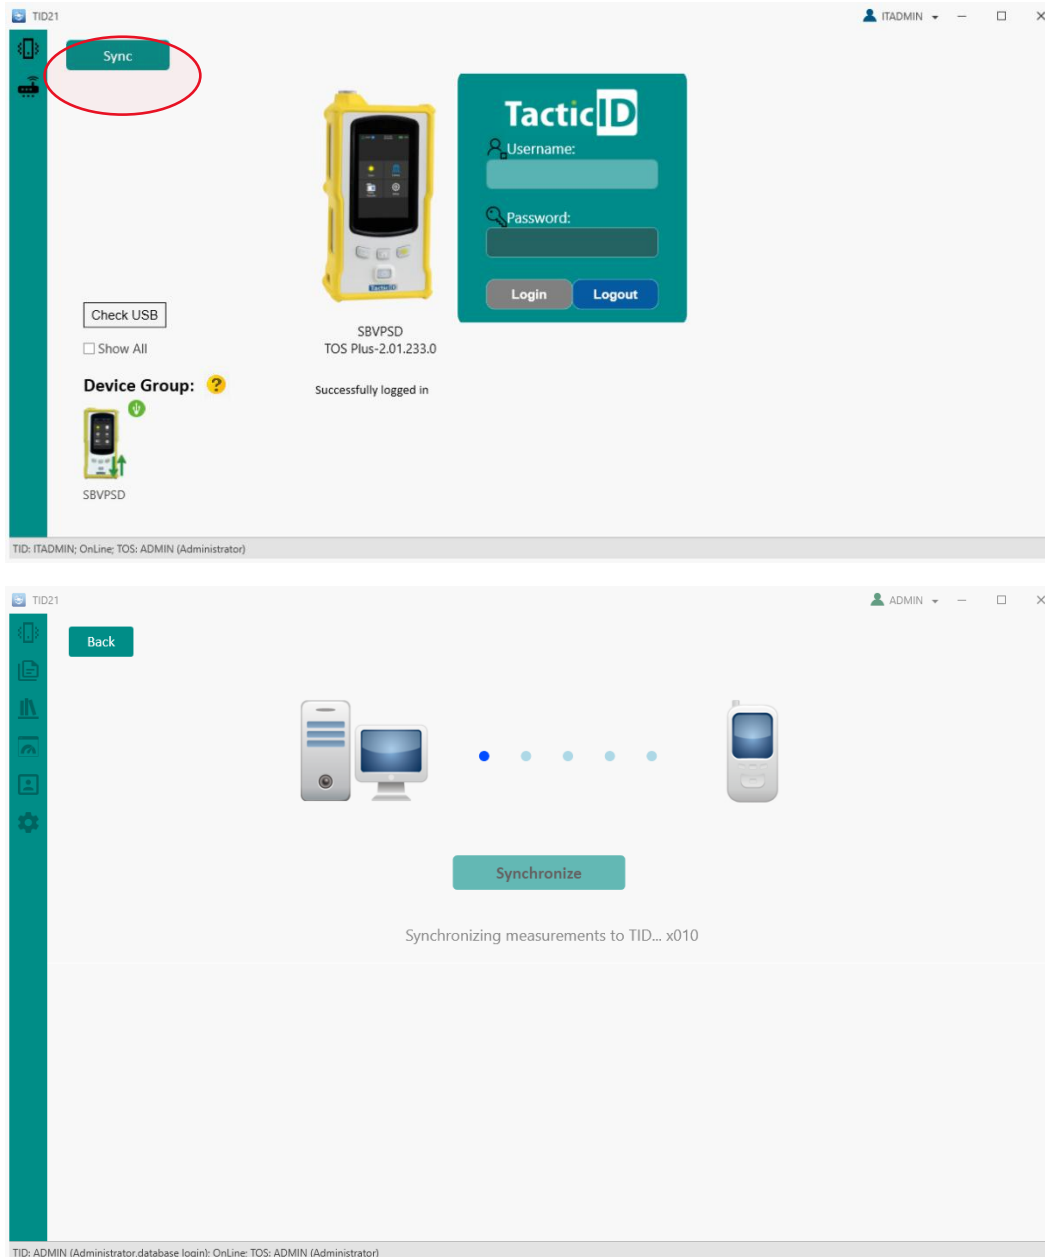 TID21
ITADMIN
Sync
TacticID
Username:
Password:
Login Logout
Check USB
Show All
SBVPSD
TOS Plus-2.01.233.0
Device Group: ?
Successfully logged in
SBVPSD
TID: ITADMIN; OnLine; TOS: ADMIN (Administrator)
TID21
ADMIN
Back
Synchronize
Synchronizing measurements to TID... x010
TID: ADMIN (Administrator,database login); OnLine; TOS: ADMIN (Administrator)